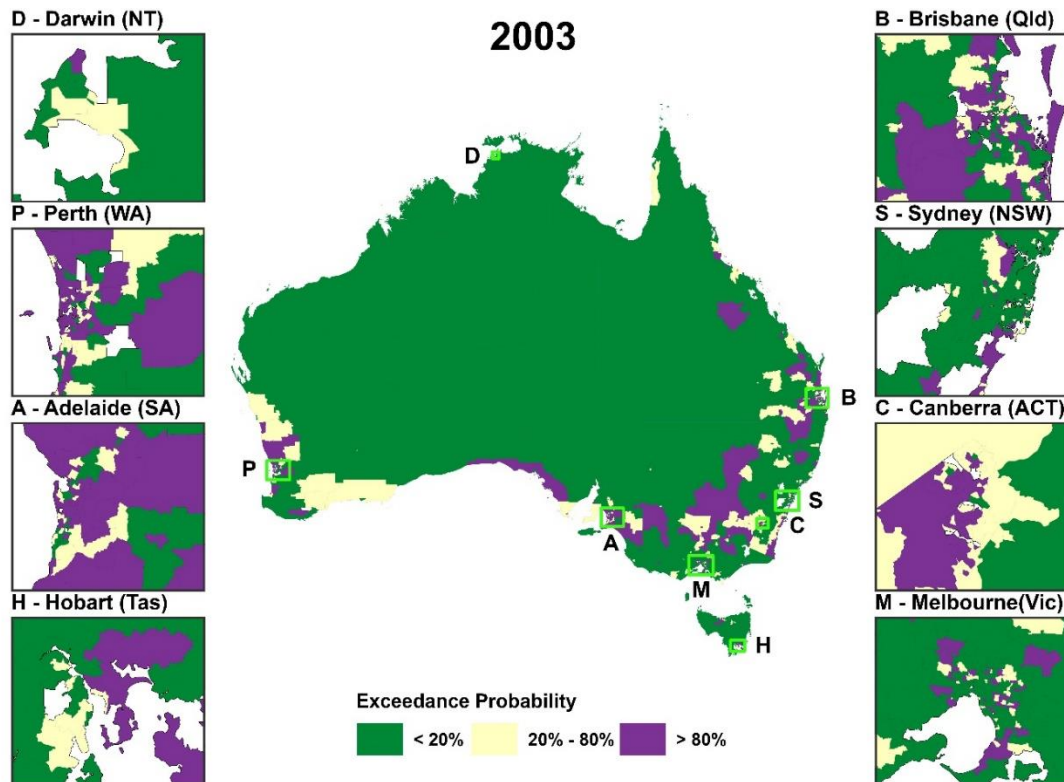 D - Darwin (NT)
2003
B - Brisbane (Qld)
P - Perth (WA)
S - Sydney (NSW)
A - Adelaide (SA)
C - Canberra (ACT)
H - Hobart (Tas)
M - Melbourne(Vic)
D
B
P
S
C
A
M
H
Exceedance Probability
< 20%
20% - 80%
> 80%